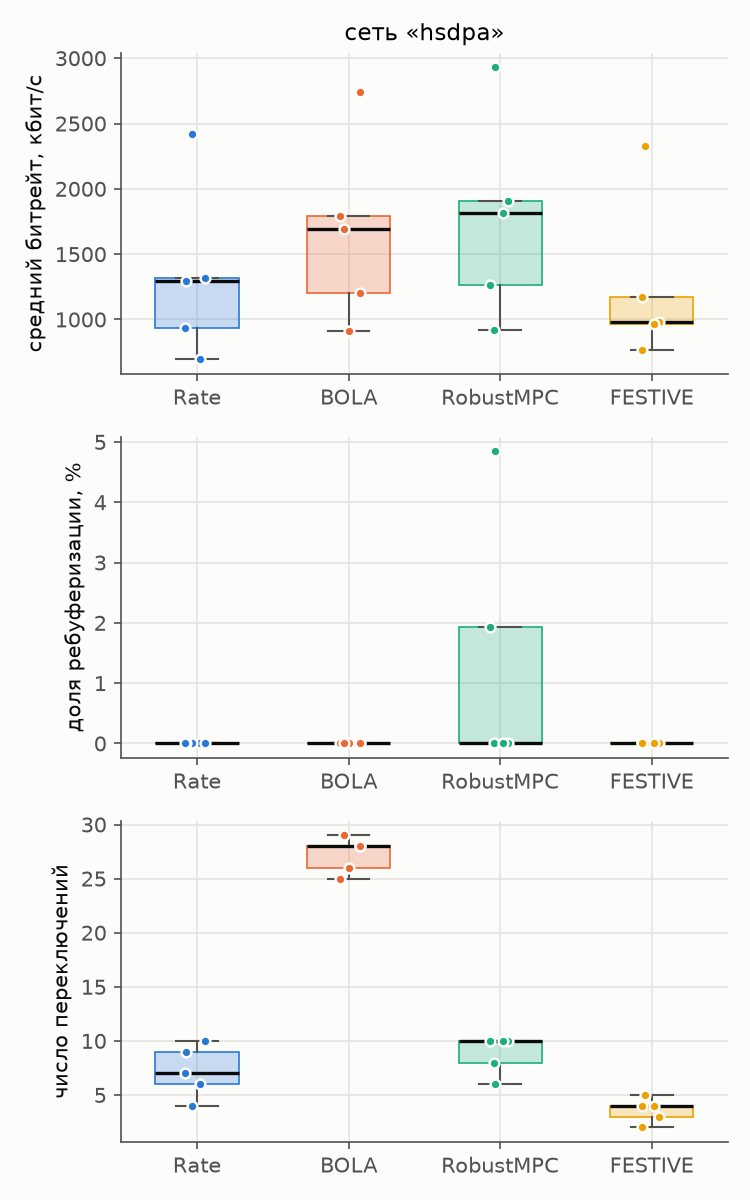 сеть «hsdpa»
средний битрейт, кбит/с
3000
2500
2000
1500
1000
Rate BOLA RobustMPC FESTIVE
доля ребуферизации, %
5
4
3
2
1
0
Rate BOLA RobustMPC FESTIVE
число переключений
30
25
20
15
10
5
Rate BOLA RobustMPC FESTIVE